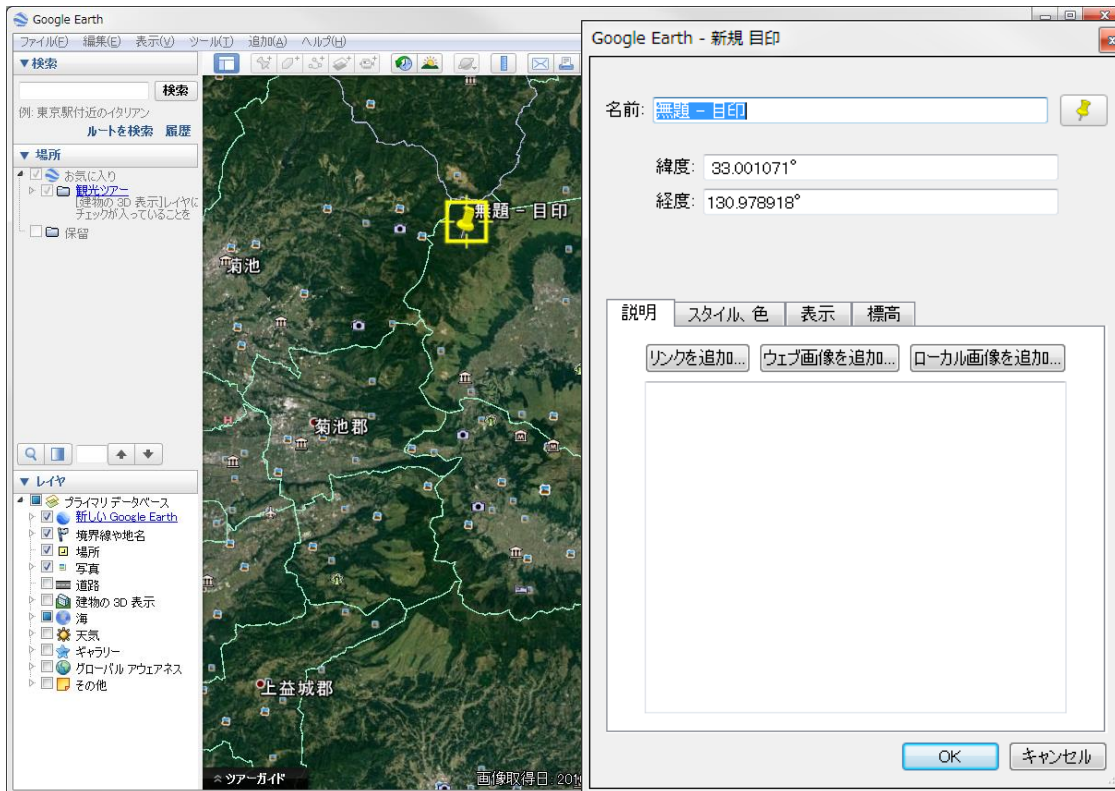 Google Earth
ファイル(F) 編集(E) 表示(V) ツール(T) 追加(A) ヘルプ(H)
▼検索
検索
例: 東京駅付近のイタリアン
ルートを検索 履歴
▼ 場所
お気に入り
観光ツアー
[建物の 3D 表示]レイヤに
チェックが入っていることを
保留
▼ レイヤ
プライマリ データベース
新しい Google Earth
境界線や地名
場所
写真
道路
建物の 3D 表示
海
天気
ギャラリー
グローバル アウェアネス
その他
無題 - 目印
菊池
菊池郡
上益城郡
ツアーガイド
画像取得日: 201
Google Earth - 新規 目印
名前: 無題 - 目印
緯度: 33.001071°
経度: 130.978918°
説明 スタイル、色 表示 標高
リンクを追加... ウェブ画像を追加... ローカル画像を追加...
OK キャンセル